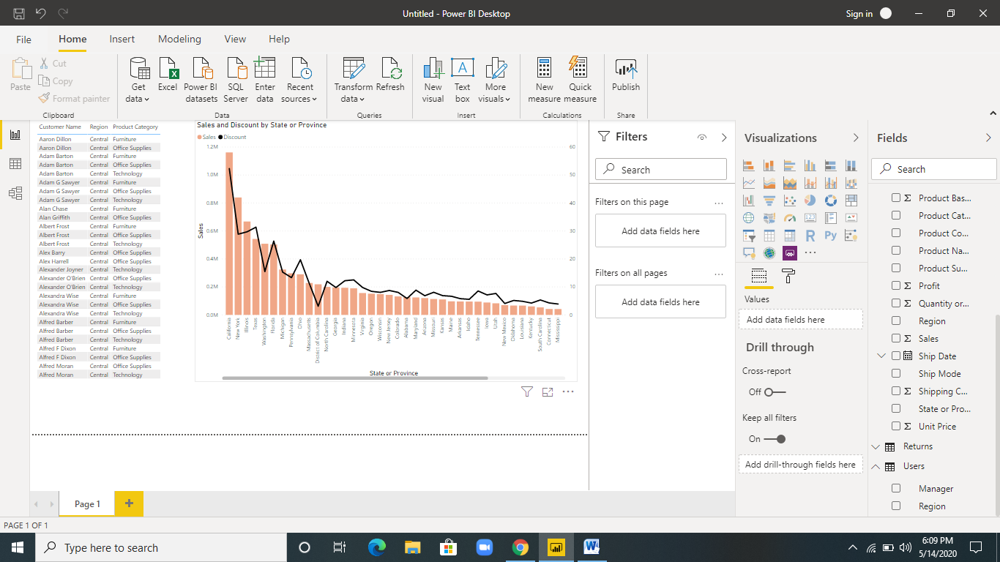 Untitled - Power BI Desktop
Sign in
File Home Insert Modeling View Help
Paste
Cut
Copy
Format painter
Clipboard
Get data
Excel
Power BI datasets
SQL Server
Enter data
Recent sources
Data
Transform data
Refresh
Queries
New visual
Text box
More visuals
Insert
New measure
Quick measure
Calculations
Publish
Share
Customer Name Region Product Category
Aaron Dillon Central Furniture
Aaron Dillon Central Office Supplies
Adam Barton Central Furniture
Adam Barton Central Office Supplies
Adam Barton Central Technology
Adam G Sawyer Central Furniture
Adam G Sawyer Central Office Supplies
Adam G Sawyer Central Technology
Alan Chase Central Furniture
Alan Griffith Central Office Supplies
Albert Frost Central Furniture
Albert Frost Central Office Supplies
Albert Frost Central Technology
Alex Barry Central Office Supplies
Alex Harrell Central Office Supplies
Alexander Joyner Central Technology
Alexander O'Brien Central Office Supplies
Alexander O'Brien Central Technology
Alexandra Wise Central Furniture
Alexandra Wise Central Office Supplies
Alexandra Wise Central Technology
Alfred Barber Central Furniture
Alfred Barber Central Office Supplies
Alfred Barber Central Technology
Alfred F Dixon Central Furniture
Alfred F Dixon Central Office Supplies
Alfred Moran Central Office Supplies
Alfred Moran Central Technology
Sales and Discount by State or Province
Sales Discount
1.2M
1.0M
0.8M
0.6M
0.4M
0.2M
0.0M
Sales
60
50
40
30
20
10
0
California
New York
Illinois
Texas
Washington
Florida
Michigan
Pennsylvania
Ohio
Massachusetts
District of Columbia
North Carolina
Georgia
Indiana
Minnesota
Virginia
Oregon
Wisconsin
New Jersey
Colorado
Alabama
Maryland
Arizona
Missouri
Kansas
Maine
Arkansas
Idaho
Tennessee
Iowa
Utah
New Mexico
Oklahoma
Louisiana
Kentucky
South Carolina
Connecticut
Mississippi
State or Province
Filters
Search
Filters on this page
Add data fields here
Filters on all pages
Add data fields here
Visualizations
123
R
Py
Values
Add data fields here
Drill through
Cross-report
Off
Keep all filters
On
Add drill-through fields here
Fields
Search
Σ Product Bas...
Product Cat...
Product Co...
Product Na...
Product Su...
Σ Profit
Σ Quantity or...
Region
Σ Sales
Ship Date
Ship Mode
Σ Shipping C...
State or Pro...
Σ Unit Price
Returns
Users
Manager
Region
Page 1
PAGE 1 OF 1
Type here to search
6:09 PM
5/14/2020